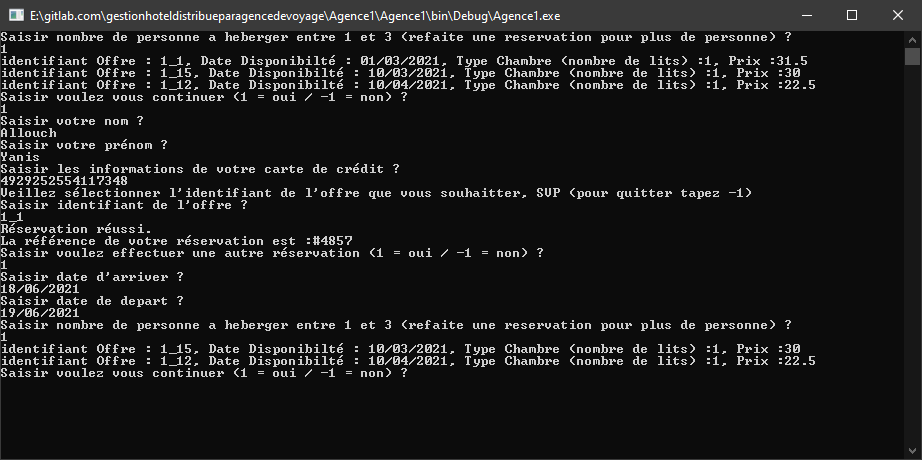 E:\gitlab.com\gestionhoteldistribueparagencedevoyage\Agence1\Agence1\bin\Debug\Agence1.exe
Saisir nombre de personne a heberger entre 1 et 3 (refaite une reservation pour plus de personne) ?
1
identifiant Offre : 1_1, Date Disponibilté : 01/03/2021, Type Chambre (nombre de lits) :1, Prix :31.5
identifiant Offre : 1_15, Date Disponibilté : 10/03/2021, Type Chambre (nombre de lits) :1, Prix :30
identifiant Offre : 1_12, Date Disponibilté : 10/04/2021, Type Chambre (nombre de lits) :1, Prix :22.5
Saisir voulez vous continuer (1 = oui / -1 = non) ?
1
Saisir votre nom ?
Allouch
Saisir votre prénom ?
Yanis
Saisir les informations de votre carte de crédit ?
4929252554117348
Veillez sélectionner l'identifiant de l'offre que vous souhaitter, SVP (pour quitter tapez -1)
Saisir identifiant de l'offre ?
1_1
Réservation réussi.
La référence de votre réservation est :#4857
Saisir voulez effectuer une autre réservation (1 = oui / -1 = non) ?
1
Saisir date d'arriver ?
18/06/2021
Saisir date de depart ?
19/06/2021
Saisir nombre de personne a heberger entre 1 et 3 (refaite une reservation pour plus de personne) ?
1
identifiant Offre : 1_15, Date Disponibilté : 10/03/2021, Type Chambre (nombre de lits) :1, Prix :30
identifiant Offre : 1_12, Date Disponibilté : 10/04/2021, Type Chambre (nombre de lits) :1, Prix :22.5
Saisir voulez vous continuer (1 = oui / -1 = non) ?